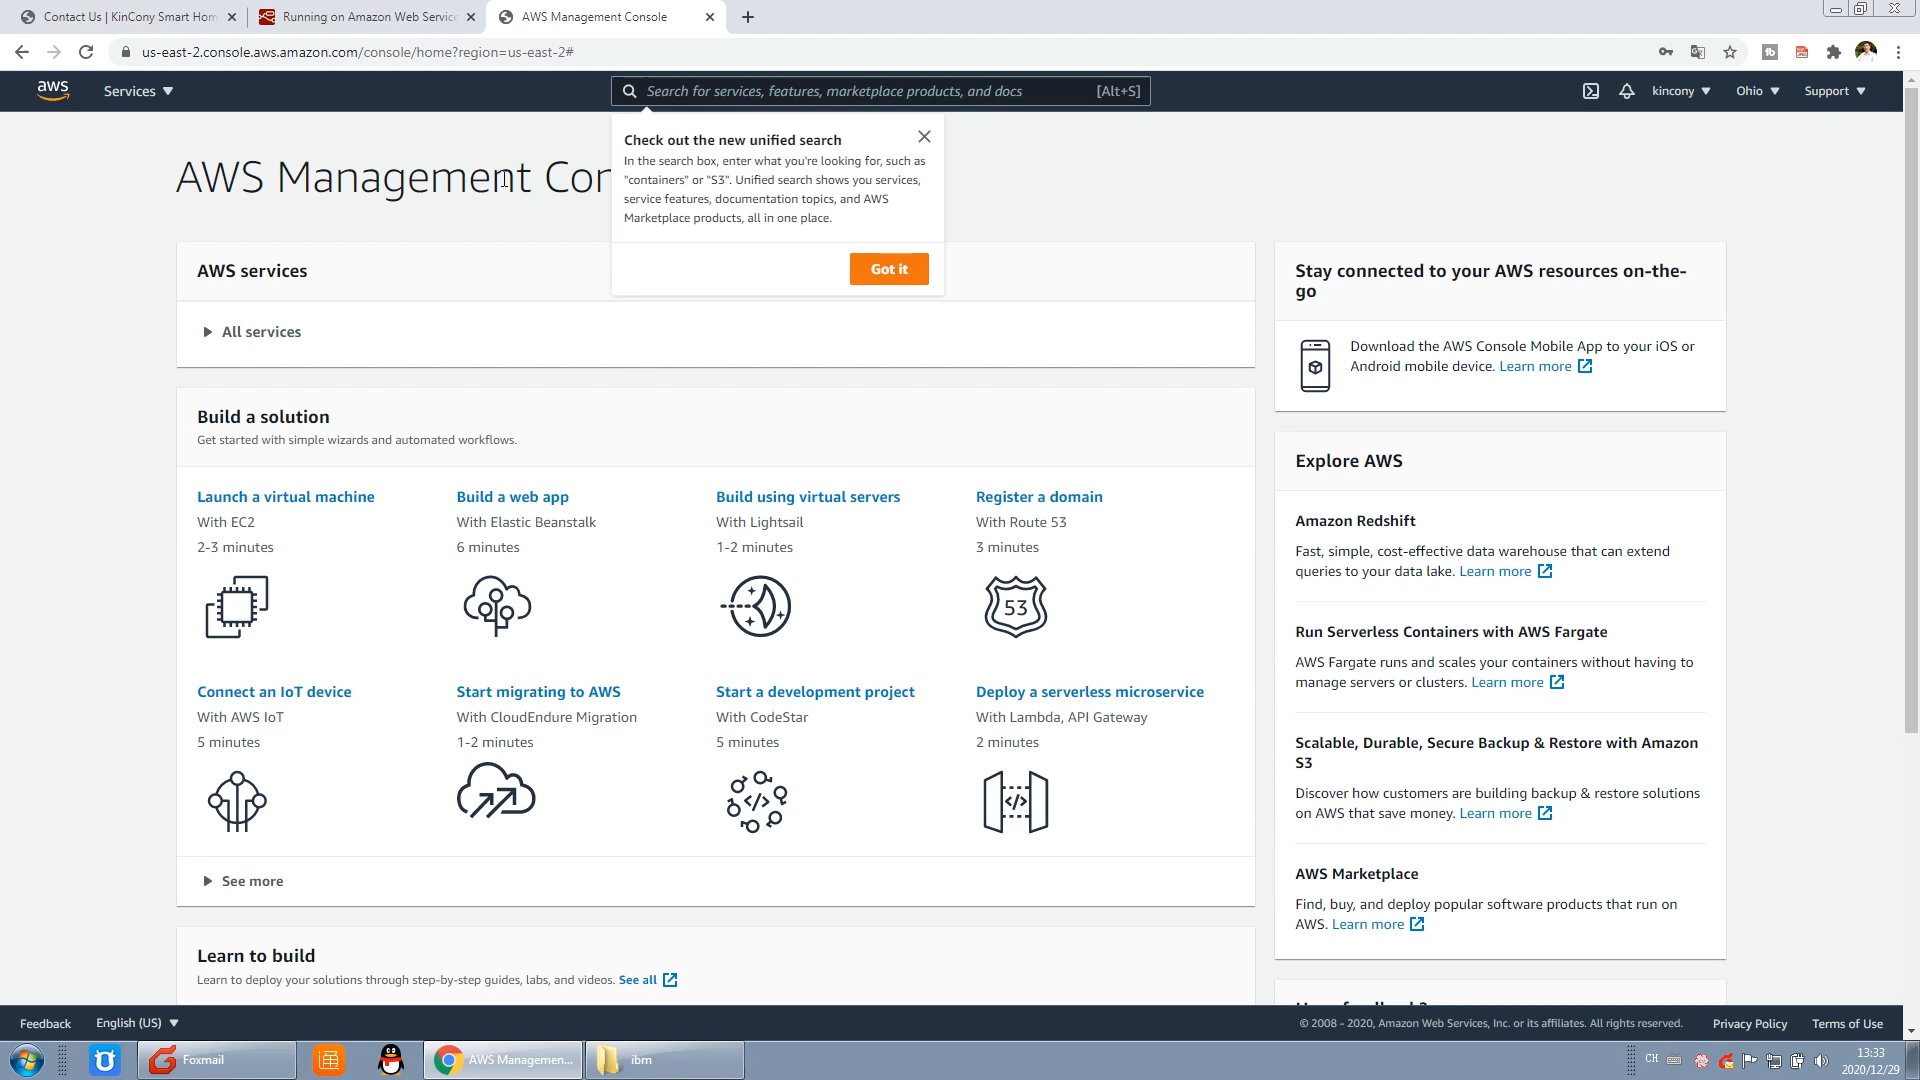 Contact Us | KinCony Smart Hom
Running on Amazon Web Service
AWS Management Console
us-east-2.console.aws.amazon.com/console/home?region=us-east-2#
aws
Services
Search for services, features, marketplace products, and docs
[Alt+S]
kincony
Ohio
Support
Check out the new unified search
In the search box, enter what you're looking for, such as
"containers" or "S3". Unified search shows you services,
service features, documentation topics, and AWS
Marketplace products, all in one place.
Got it
AWS Management Con
AWS services
All services
Build a solution
Get started with simple wizards and automated workflows.
Launch a virtual machine
With EC2
2-3 minutes
Build a web app
With Elastic Beanstalk
6 minutes
Build using virtual servers
With Lightsail
1-2 minutes
Register a domain
With Route 53
3 minutes
53
Connect an IoT device
With AWS IoT
5 minutes
Start migrating to AWS
With CloudEndure Migration
1-2 minutes
Start a development project
With CodeStar
5 minutes
Deploy a serverless microservice
With Lambda, API Gateway
2 minutes
See more
Learn to build
Learn to deploy your solutions through step-by-step guides, labs, and videos. See all
Stay connected to your AWS resources on-the-
go
Download the AWS Console Mobile App to your iOS or
Android mobile device. Learn more
Explore AWS
Amazon Redshift
Fast, simple, cost-effective data warehouse that can extend
queries to your data lake. Learn more
Run Serverless Containers with AWS Fargate
AWS Fargate runs and scales your containers without having to
manage servers or clusters. Learn more
Scalable, Durable, Secure Backup & Restore with Amazon
S3
Discover how customers are building backup & restore solutions
on AWS that save money. Learn more
AWS Marketplace
Find, buy, and deploy popular software products that run on
AWS. Learn more
Feedback
English (US)
© 2008 - 2020, Amazon Web Services, Inc. or its affiliates. All rights reserved.
Privacy Policy
Terms of Use
Foxmail
AWS Managemen...
ibm
CH
13:33
2020/12/29